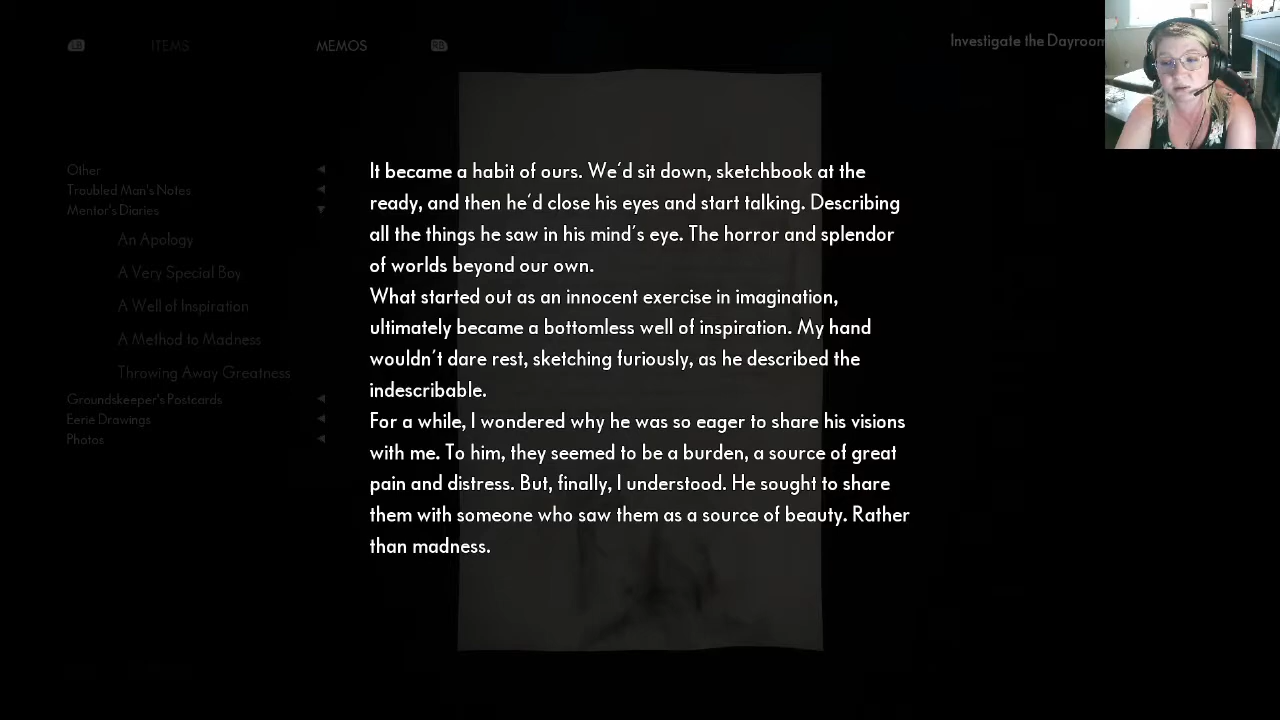 LB ITEMS MEMOS RB
Investigate the Dayroom
Other
Troubled Man's Notes
Mentor's Diaries
An Apology
A Very Special Boy
A Well of Inspiration
A Method to Madness
Throwing Away Greatness
Groundskeeper's Postcards
Eerie Drawings
Photos
It became a habit of ours. We'd sit down, sketchbook at the
ready, and then he'd close his eyes and start talking. Describing
all the things he saw in his mind's eye. The horror and splendor
of worlds beyond our own.
What started out as an innocent exercise in imagination,
ultimately became a bottomless well of inspiration. My hand
wouldn't dare rest, sketching furiously, as he described the
indescribable.
For a while, I wondered why he was so eager to share his visions
with me. To him, they seemed to be a burden, a source of great
pain and distress. But, finally, I understood. He sought to share
them with someone who saw them as a source of beauty. Rather
than madness.